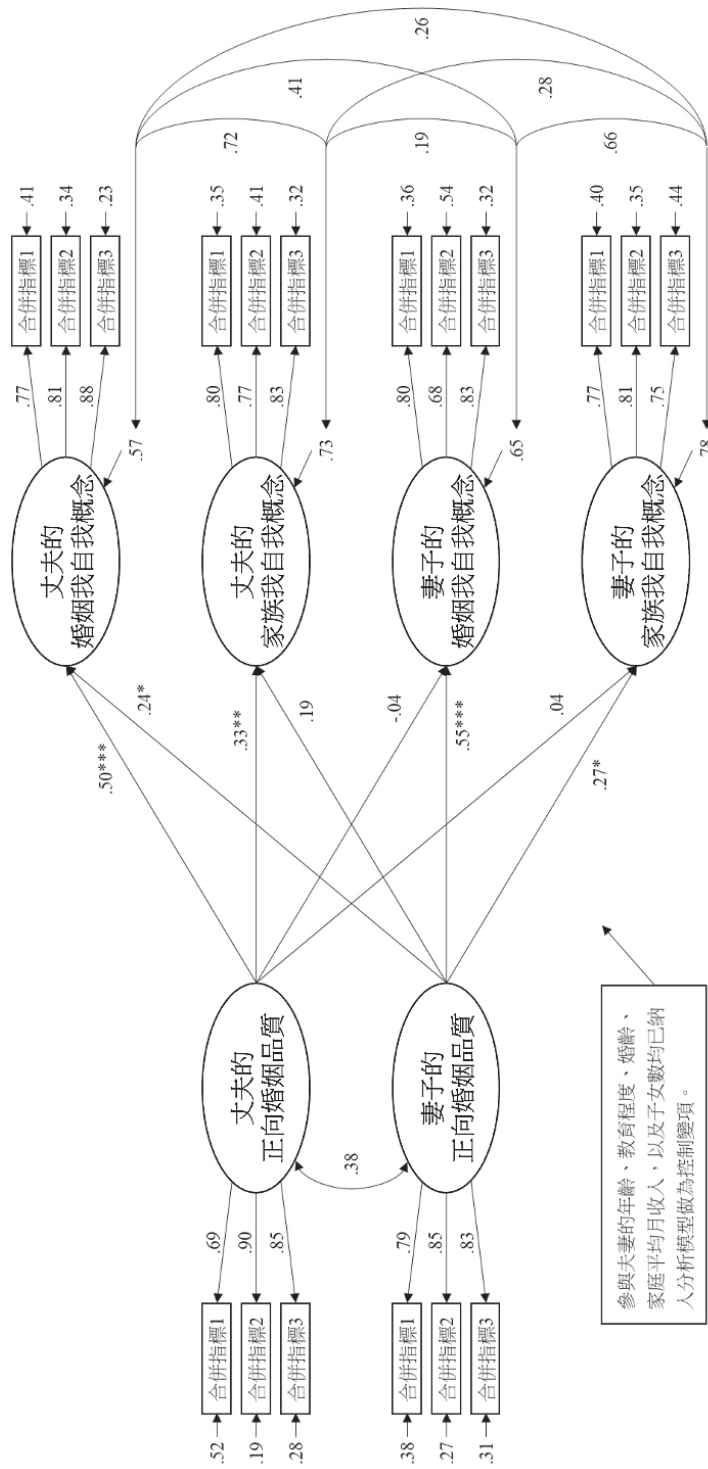 .52
.19
.28
合併指標1
合併指標2
合併指標3
.69
.90
.85
丈夫的
正向婚姻品質
.38
.27
.31
合併指標1
合併指標2
合併指標3
.79
.85
.83
妻子的
正向婚姻品質
.38
.50***
.24*
.33**
.19
-.04
.55***
.04
.27*
丈夫的
婚姻我自我概念
.57
.77
.81
.88
合併指標1
合併指標2
合併指標3
.41
.34
.23
丈夫的
家族我自我概念
.73
.80
.77
.83
合併指標1
合併指標2
合併指標3
.35
.41
.32
妻子的
婚姻我自我概念
.65
.80
.68
.83
合併指標1
合併指標2
合併指標3
.36
.54
.32
妻子的
家族我自我概念
.78
.77
.81
.75
合併指標1
合併指標2
合併指標3
.40
.35
.44
.72
.41
.26
.19
.28
.66
參與夫妻的年齡、教育程度、婚齡、
家庭平均月收入，以及子女數均已納
入分析模型做為控制變項。